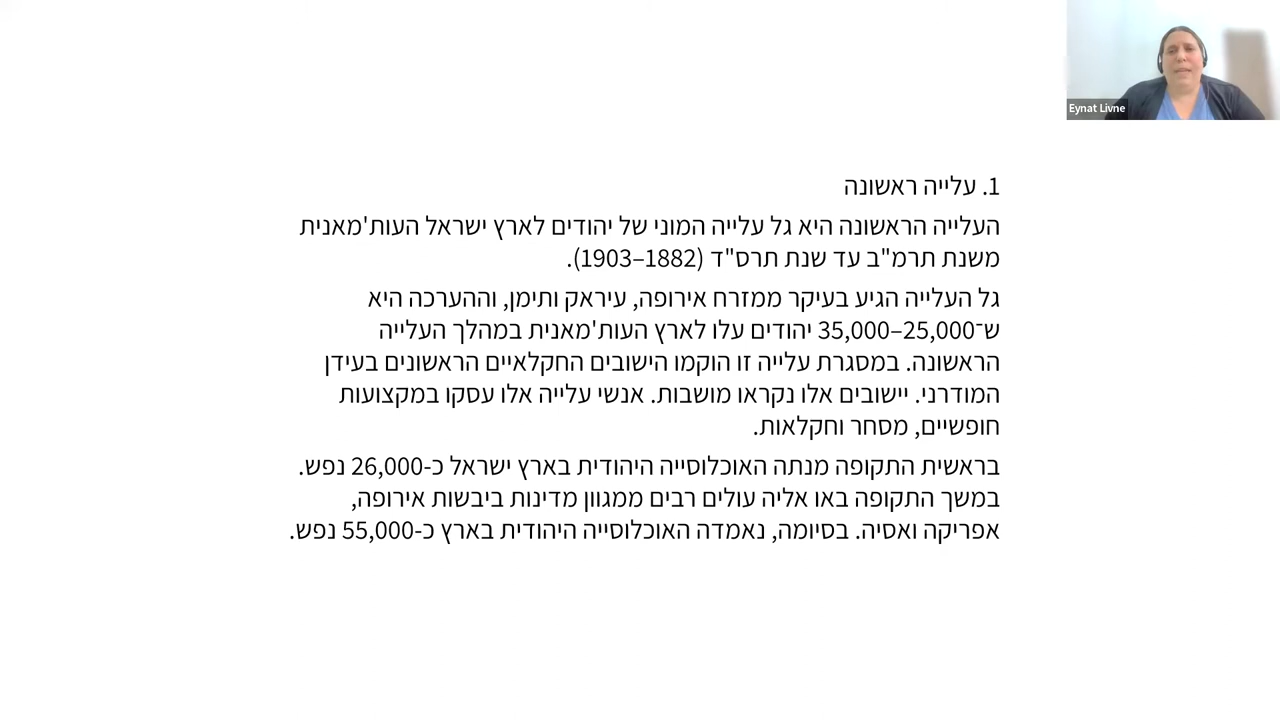 Eynat Livne
1. עלייה ראשונה
העלייה הראשונה היא גל עלייה המוני של יהודים לארץ ישראל העות'מאנית
משנת תרמ"ב עד שנת תרס"ד (1882–1903).
גל העלייה הגיע בעיקר ממזרח אירופה, עיראק ותימן, וההערכה היא
ש־25,000–35,000 יהודים עלו לארץ העות'מאנית במהלך העלייה
הראשונה. במסגרת עלייה זו הוקמו הישובים החקלאיים הראשונים בעידן
המודרני. יישובים אלו נקראו מושבות. אנשי עלייה אלו עסקו במקצועות
חופשיים, מסחר וחקלאות.
בראשית התקופה מנתה האוכלוסייה היהודית בארץ ישראל כ-26,000 נפש.
במשך התקופה באו אליה עולים רבים ממגוון מדינות ביבשות אירופה,
אפריקה ואסיה. בסיומה, נאמדה האוכלוסייה היהודית בארץ כ-55,000 נפש.